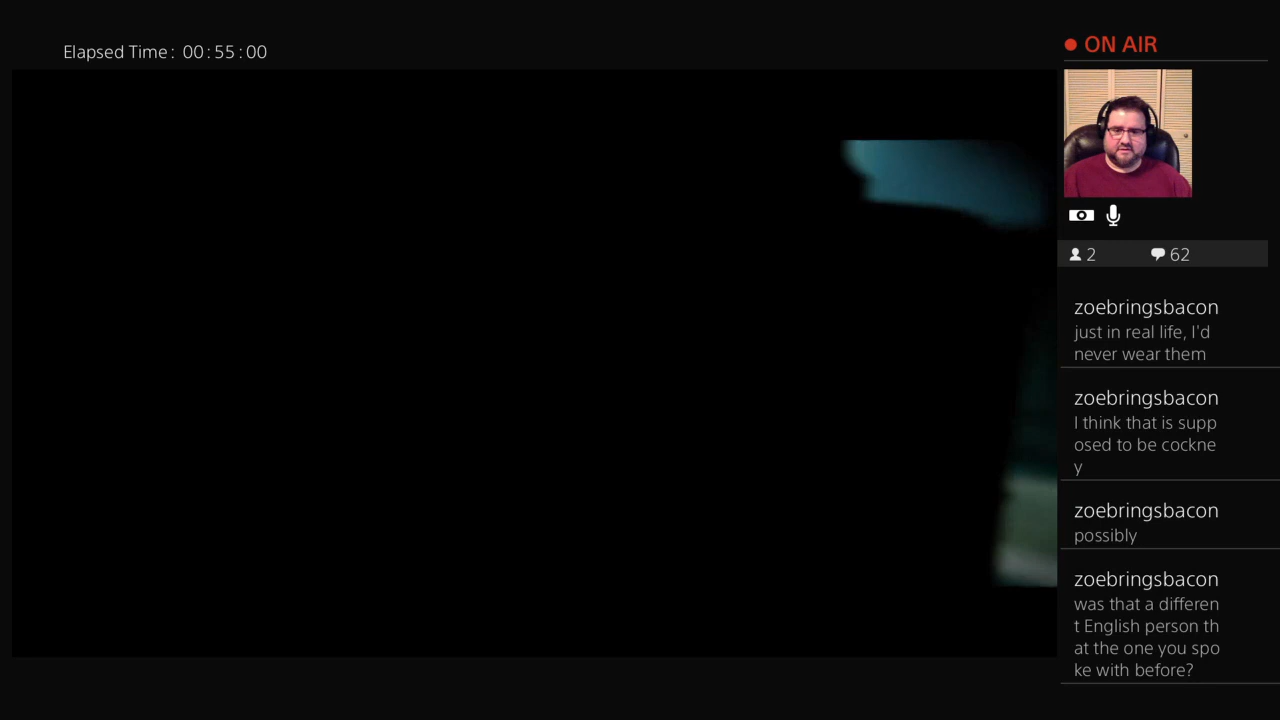 Elapsed Time: 00:55:00
ON AIR
2 62
zoebringsbacon
just in real life, I'd
never wear them
zoebringsbacon
I think that is supp
osed to be cockne
y
zoebringsbacon
possibly
zoebringsbacon
was that a differen
t English person th
at the one you spo
ke with before?